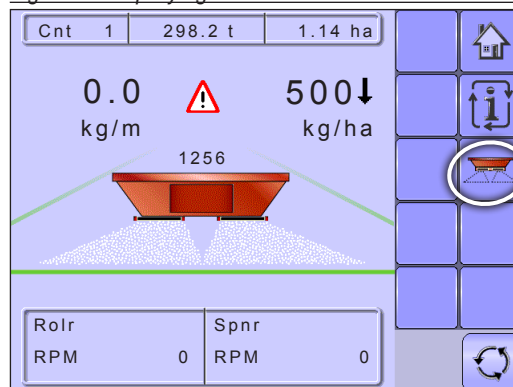 Cnt 1 298.2 t 1.14 ha
0.0 500
kg/m kg/ha
1256
Rolr Spnr
RPM 0 RPM 0